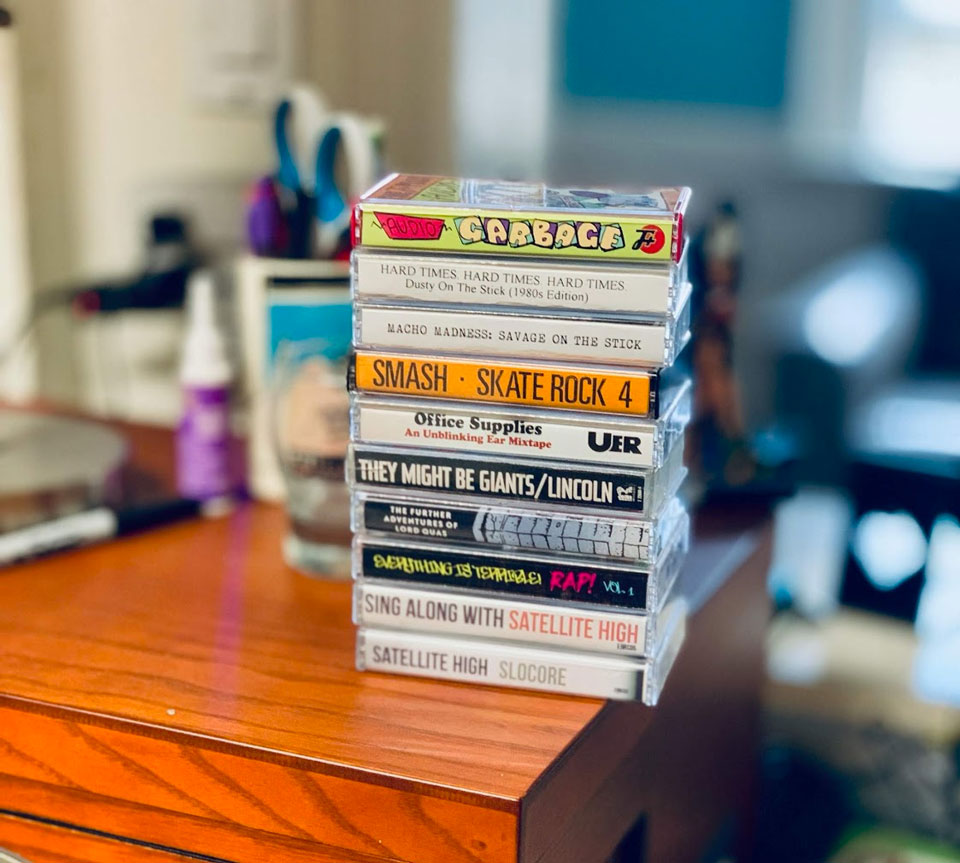 AUDIO GARBAGE F
HARD TIMES, HARD TIMES, HARD TIMES
Dusty On The Stick (1980s Edition)
MACHO MADNESS: SAVAGE ON THE STICK
SMASH · SKATE ROCK 4
Office Supplies
An Unblinking Ear Mixtape
UER
THEY MIGHT BE GIANTS/LINCOLN
THE FURTHER
ADVENTURES OF
LORD QUAS
EVERYTHING IS TERRIBLE! RAP! VOL. 1
SING ALONG WITH SATELLITE HIGH
SATELLITE HIGH SLOCORE